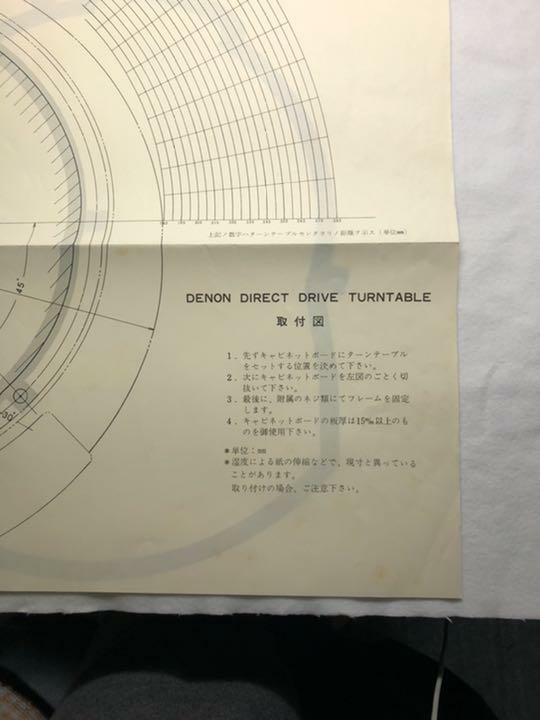 上記ノ数字ハターンテーブルセンタヨリノ距離ヲ示ス（単位mm）
45°
DENON DIRECT DRIVE TURNTABLE
取付図
1．先ずキャビネットボードにターンテーブル
をセットする位置を決めて下さい。
2．次にキャビネットボードを左図のごとく切
抜いて下さい。
3．最後に、附属のネジ類にてフレームを固定
します。
4．キャビネットボードの板厚は15㎜以上のも
のを御使用下さい。
30°
＊単位：mm
＊湿度による紙の伸縮などで、現寸と異っている
ことがあります。
取り付けの場合、ご注意下さい。